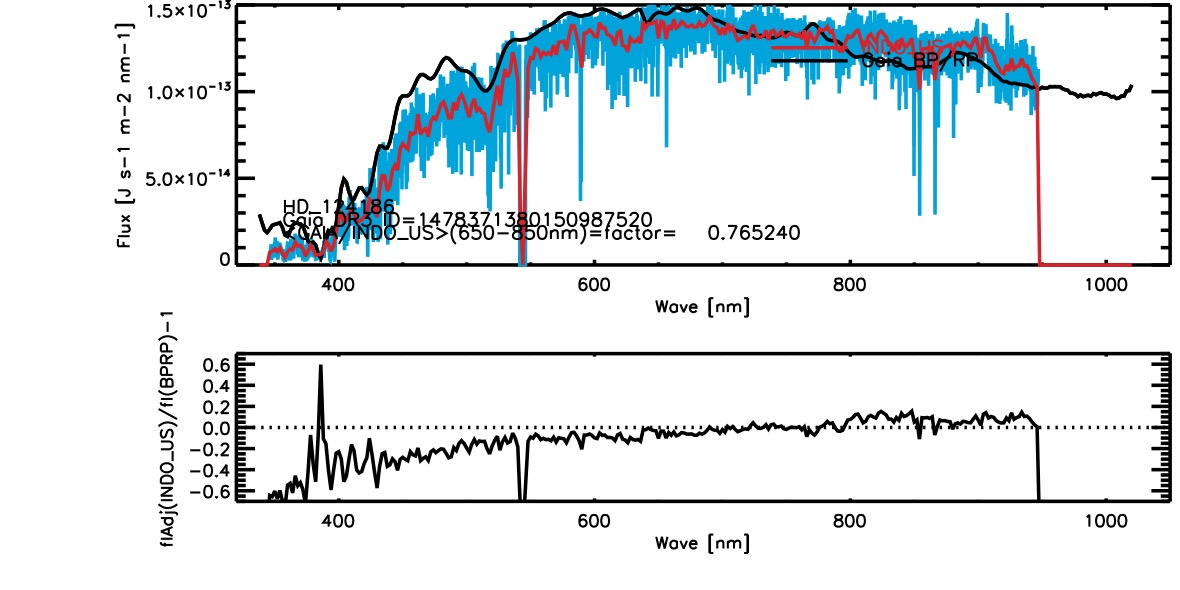 1.5×10−13
1.0×10−13
5.0×10−14
0
Flux [J s−1 m−2 nm−1]
INDO_US
Gaia BP/RP
HD_124186
Gaia DR3 ID=1478371380150987520
<GAIA/INDO_US>(650−850nm)=factor= 0.765240
400 600 800 1000
Wave [nm]
0.6
0.4
0.2
0.0
−0.2
−0.4
−0.6
flAdj(INDO_US)/fl(BPRP)−1
400 600 800 1000
Wave [nm]